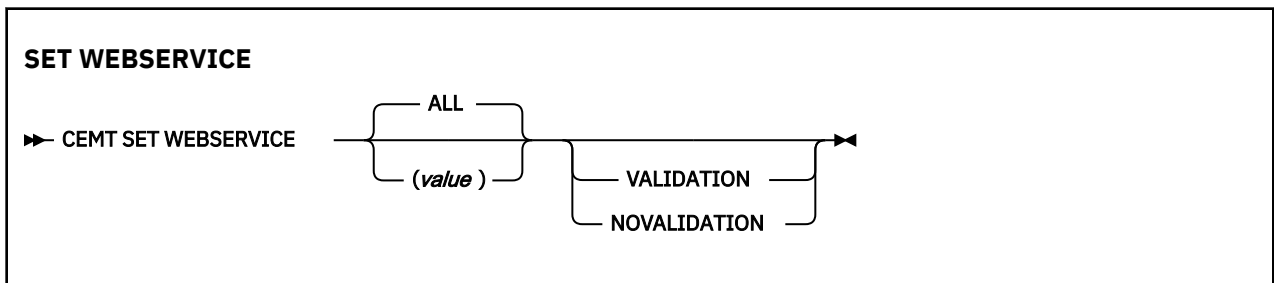 SET WEBSERVICE
ALL
CEMT SET WEBSERVICE
(value )
VALIDATION
NOVALIDATION